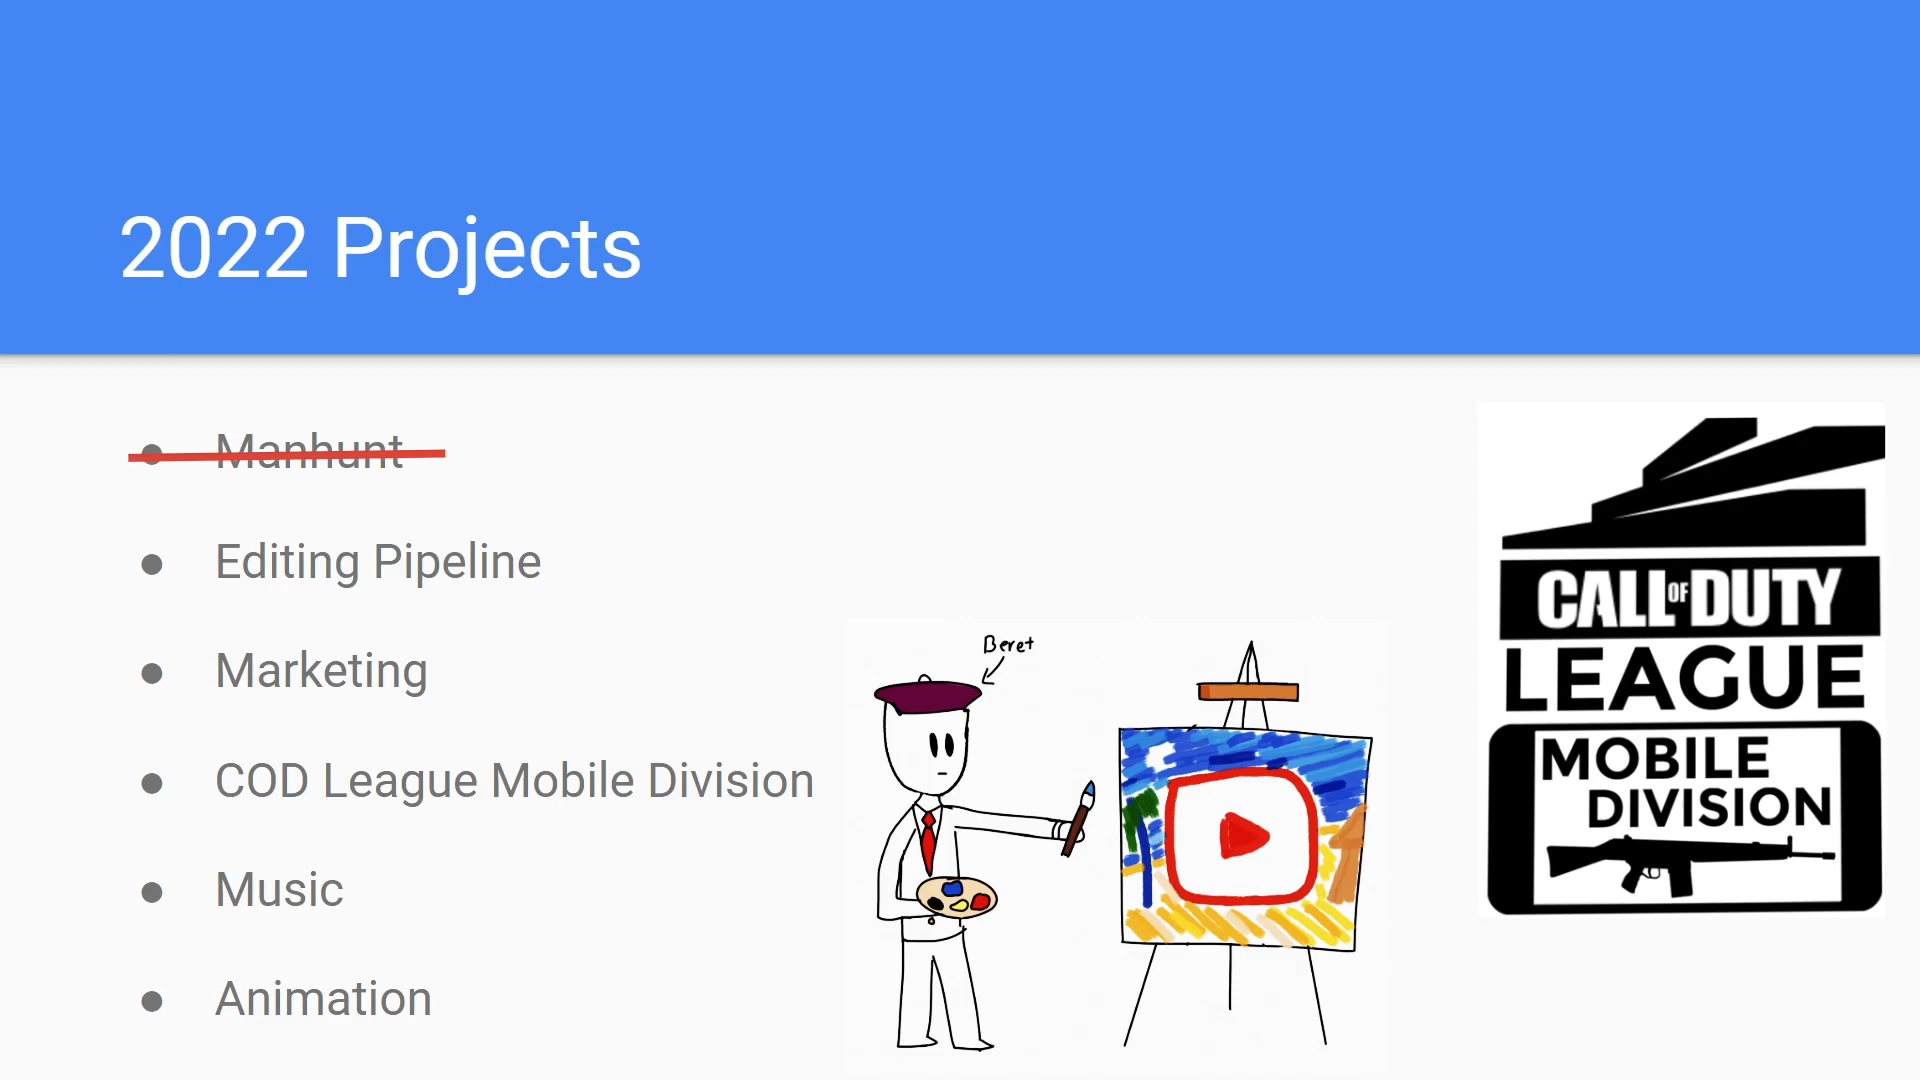 2022 Projects
Manhunt
Editing Pipeline
Marketing
COD League Mobile Division
Music
Animation
Beret
CALL OF DUTY
LEAGUE
MOBILE
DIVISION